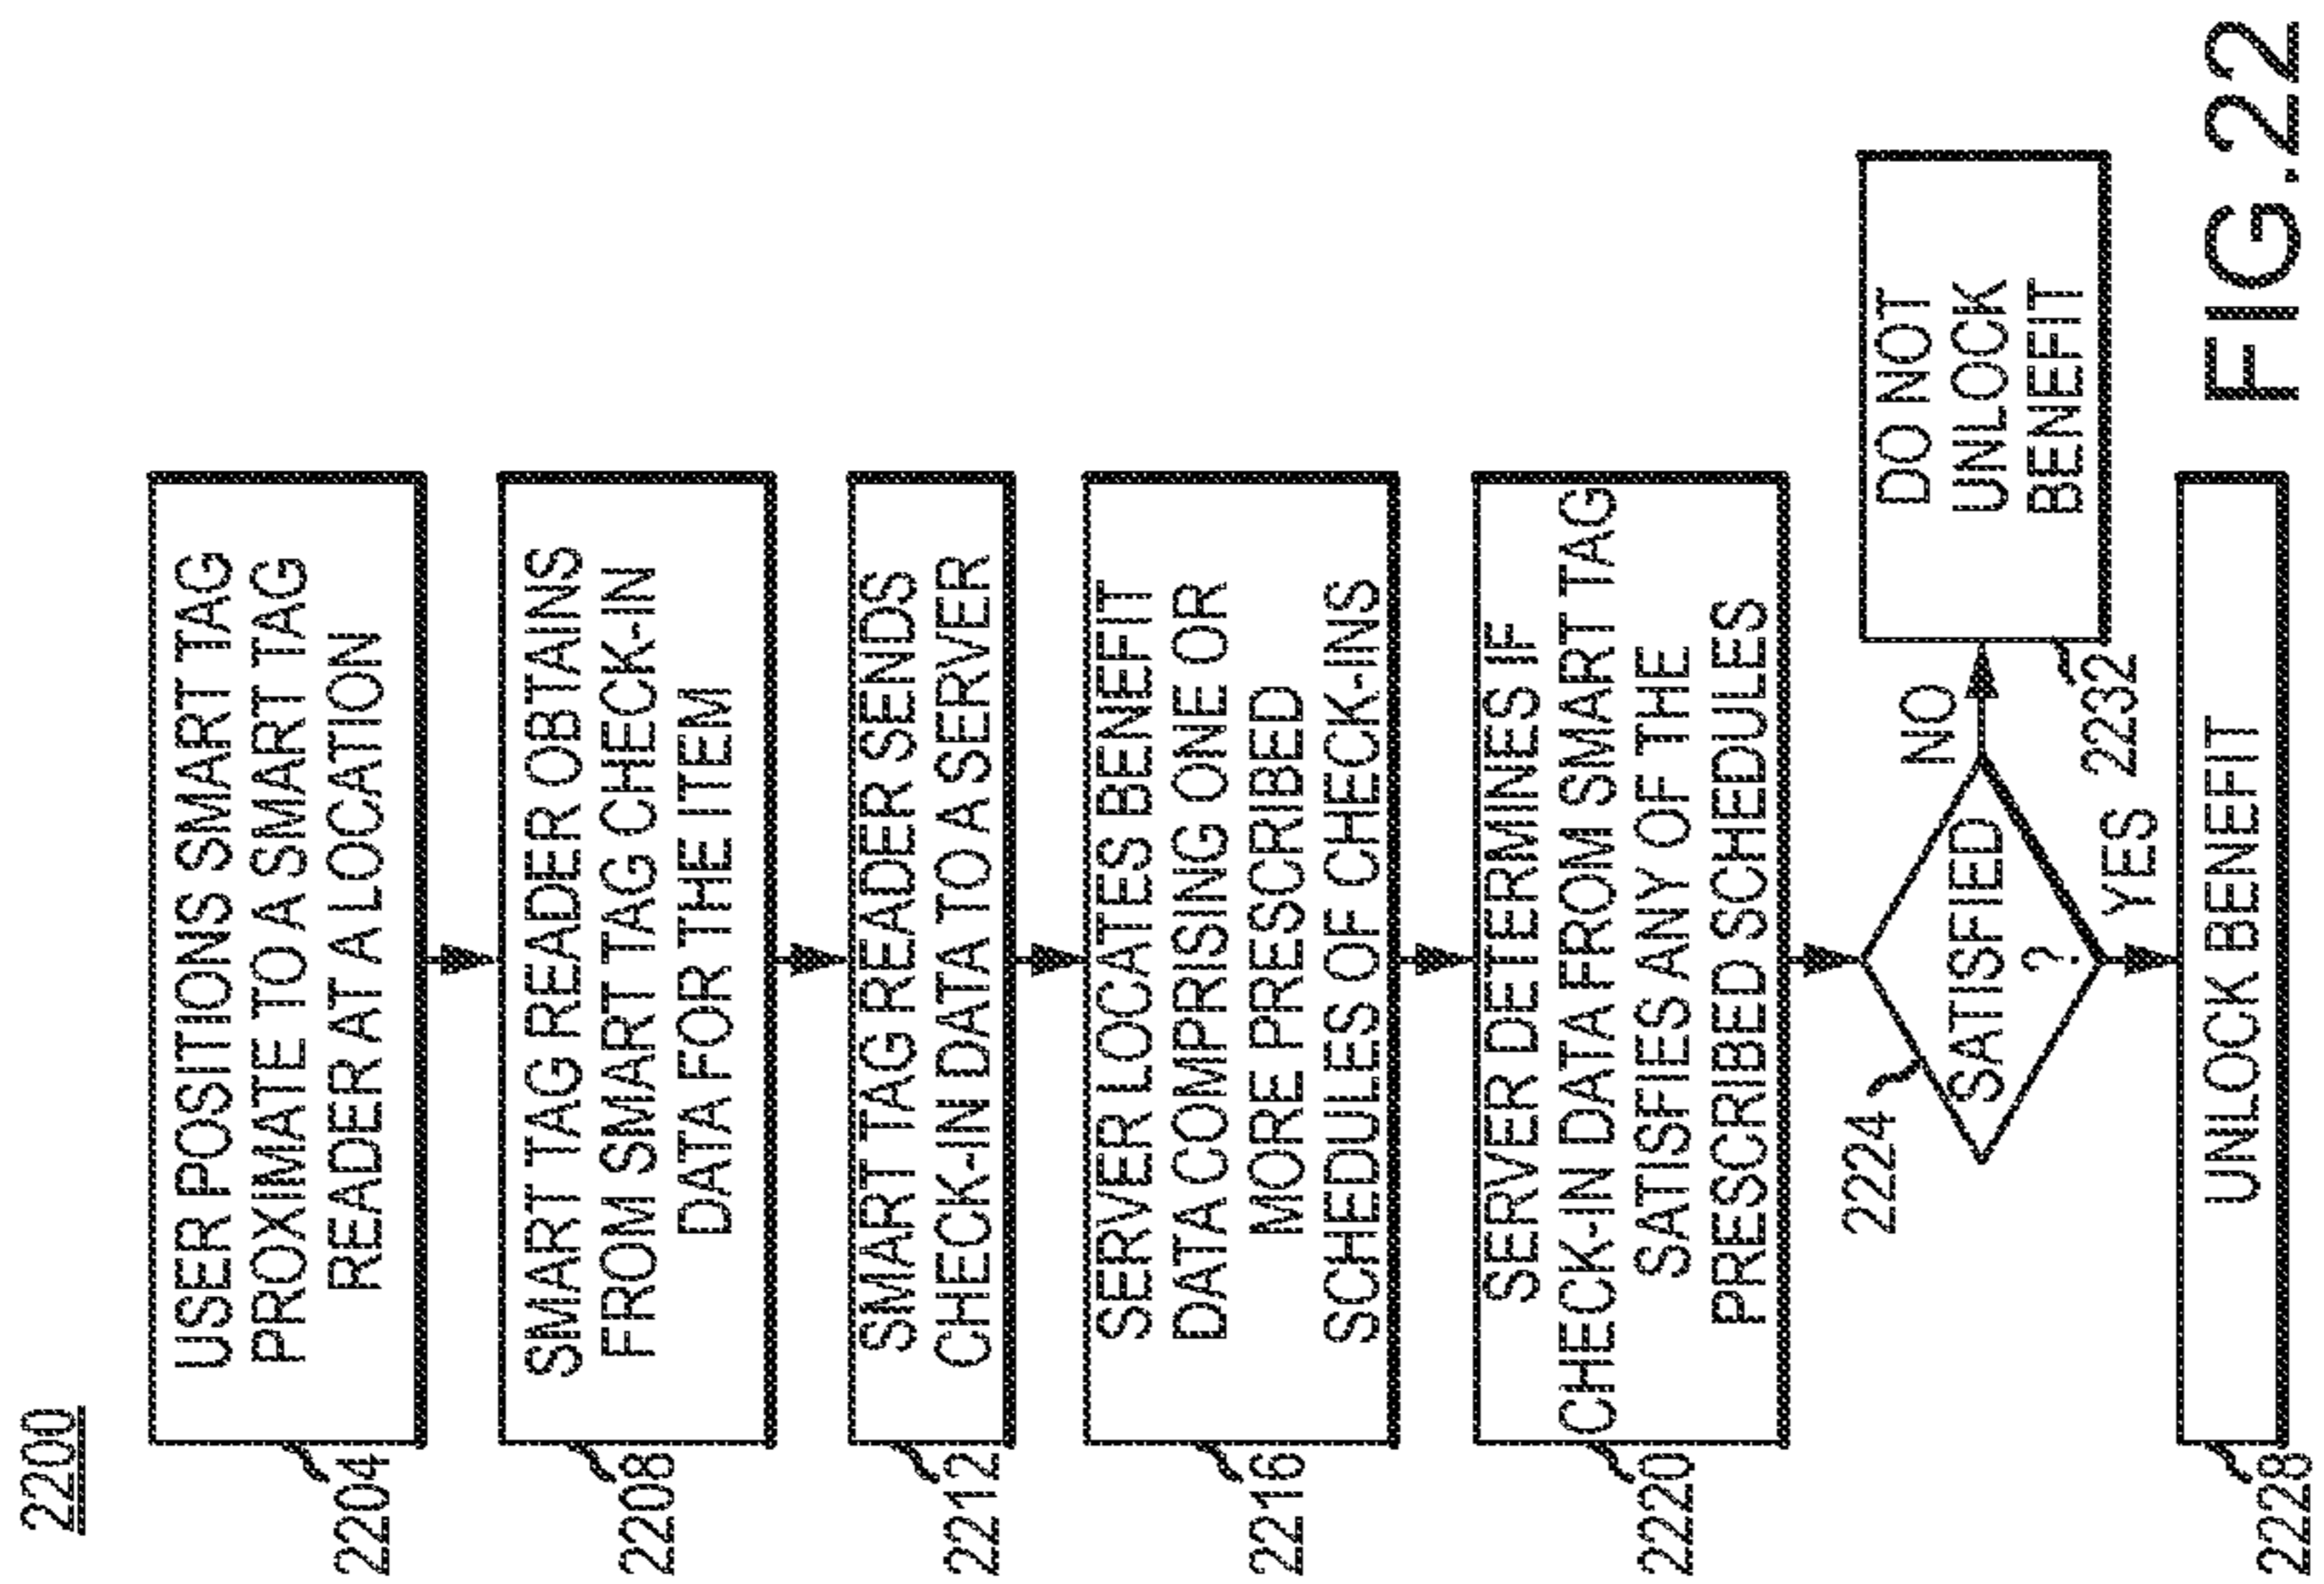 2200
USER POSITIONS SMART TAG
PROXIMATE TO A SMART TAG
READER AT A LOCATION
2204
SMART TAG READER OBTAINS
FROM SMART TAG CHECK-IN
DATA FOR THE ITEM
2208
SMART TAG READER SENDS
CHECK-IN DATA TO A SERVER
2212
SERVER LOCATES BENEFIT
DATA COMPRISING ONE OR
MORE PRESCRIBED
SCHEDULES OF CHECK-INS
2216
SERVER DETERMINES IF
CHECK-IN DATA FROM SMART TAG
SATISFIES ANY OF THE
PRESCRIBED SCHEDULES
2220
2224
SATISFIED
?
NO
DO NOT
UNLOCK
BENEFIT
2232
YES
UNLOCK BENEFIT
2228
FIG.22